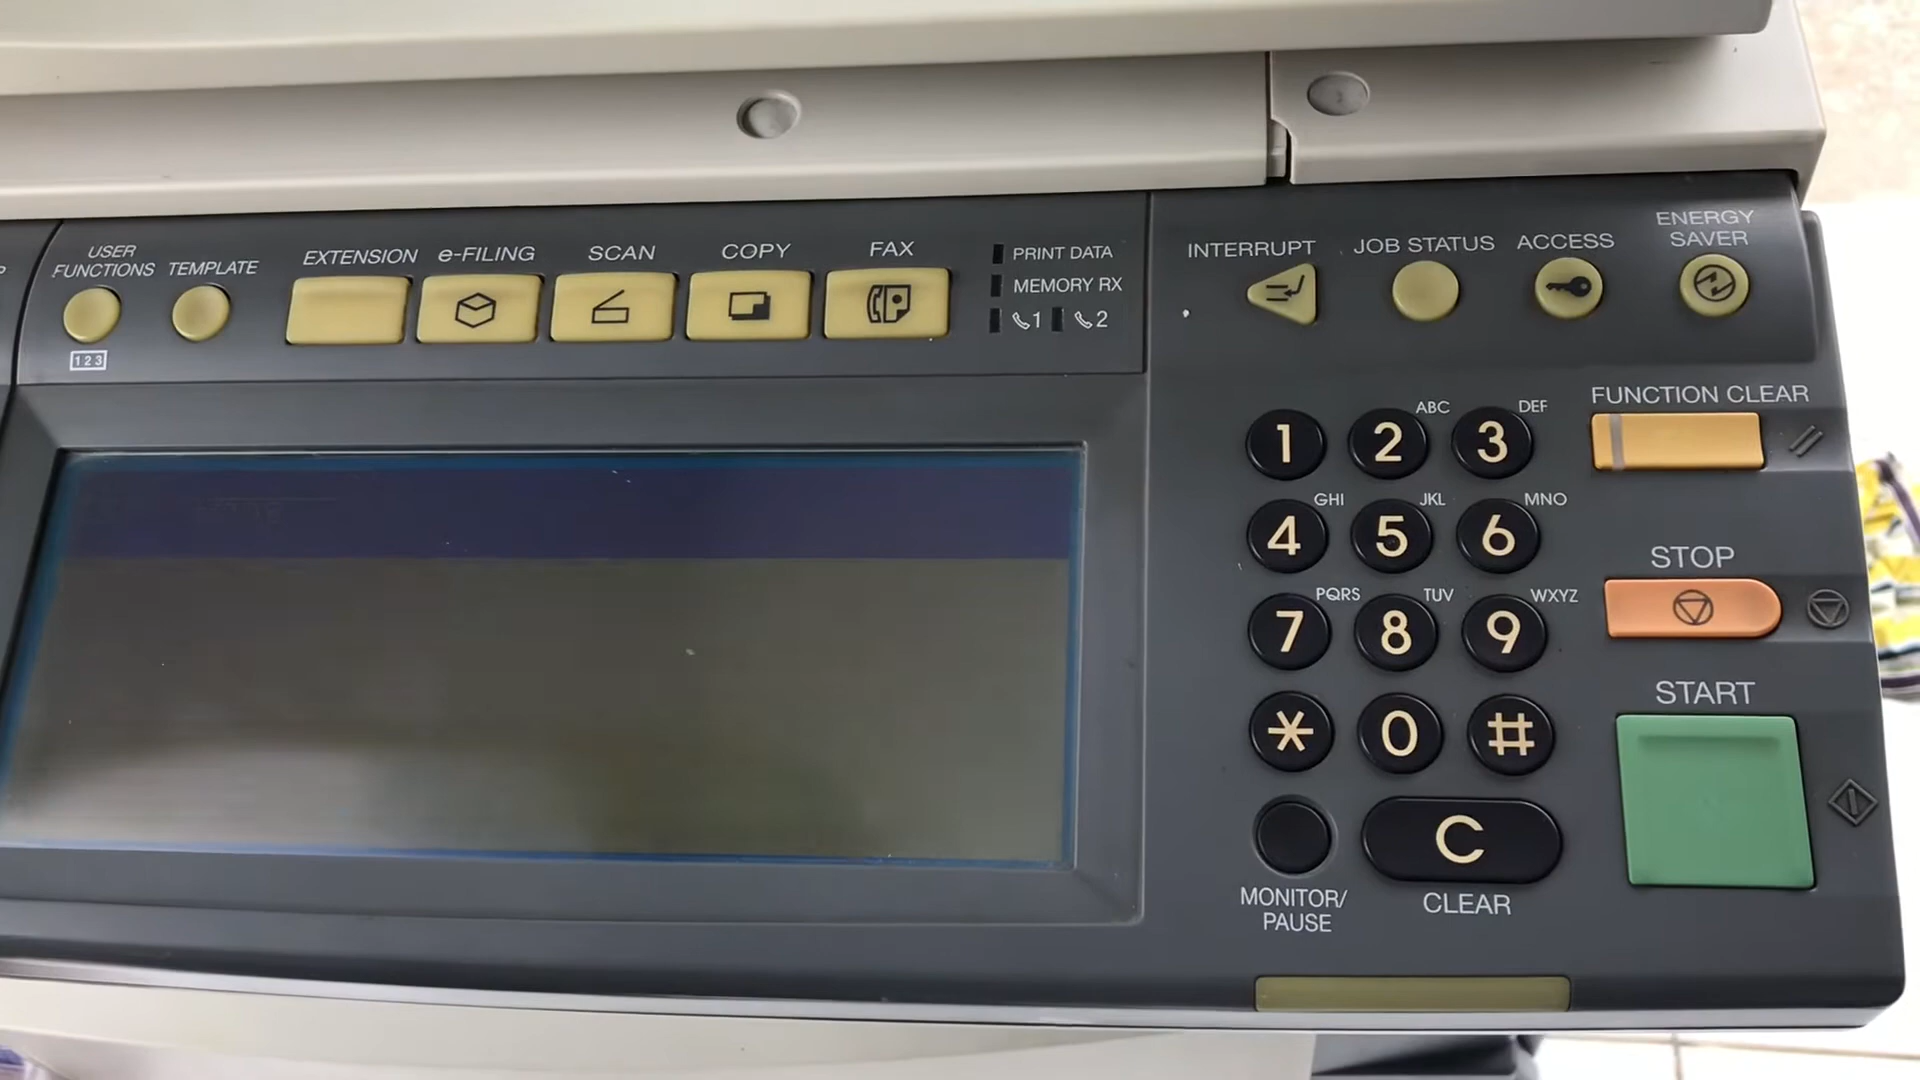 USER
FUNCTIONS
TEMPLATE
EXTENSION
e-FILING
SCAN
COPY
FAX
123
PRINT DATA
MEMORY RX
1 2
INTERRUPT
JOB STATUS
ACCESS
ENERGY
SAVER
FUNCTION CLEAR
1 2 ABC 3 DEF
4 GHI 5 JKL 6 MNO
7 PQRS 8 TUV 9 WXYZ
* 0 #
C
MONITOR/
PAUSE
CLEAR
STOP
START